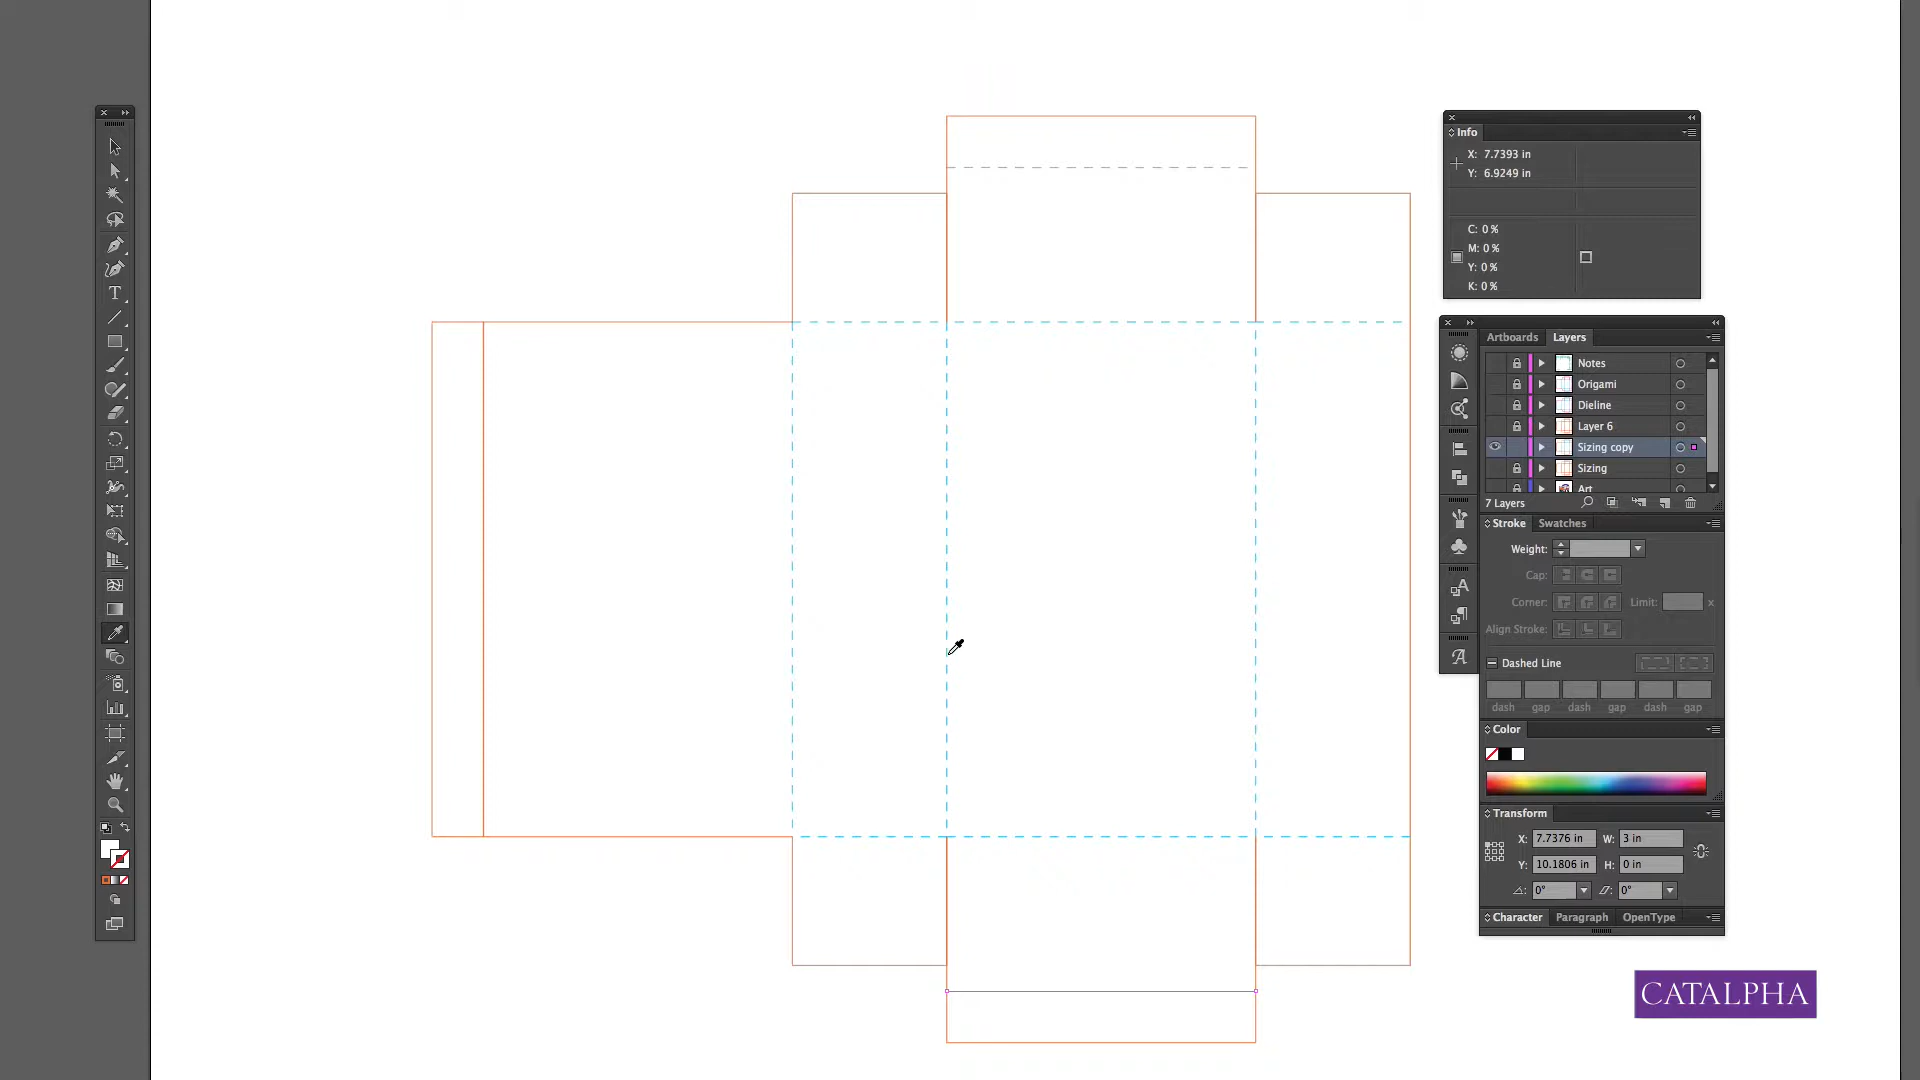 Info
X: 7.7393 in
Y: 6.9249 in
C: 0 %
M: 0 %
Y: 0 %
K: 0 %
Artboards Layers
Notes
Origami
Dieline
Layer 6
Sizing copy
Sizing
Art
7 Layers
Stroke Swatches
Weight:
Cap:
Corner: Limit: x
Align Stroke:
Dashed Line
dash gap dash gap dash gap
Color
Transform
X: 7.7376 in W: 3 in
Y: 10.1806 in H: 0 in
0° 0°
Character Paragraph OpenType
CATALPHA